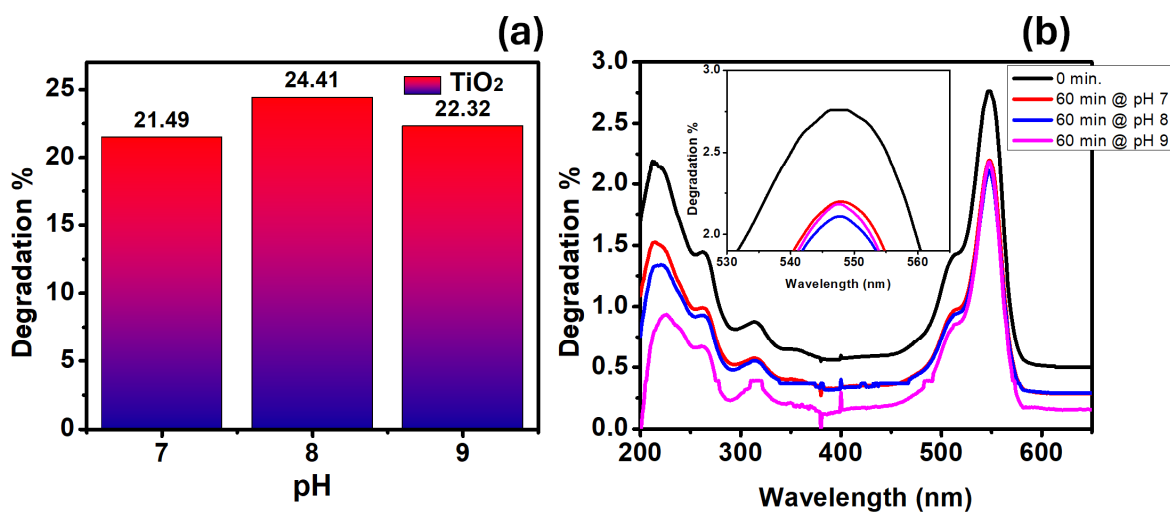 (a)
Degradation %
25
20
15
10
5
0
21.49
24.41
22.32
TiO2
7
8
9
pH
(b)
Degradation %
3.0
2.5
2.0
1.5
1.0
0.5
0.0
200
300
400
500
600
Wavelength (nm)
0 min.
60 min @ pH 7
60 min @ pH 8
60 min @ pH 9
Degradation %
3.0
2.5
2.0
530
540
550
560
Wavelength (nm)